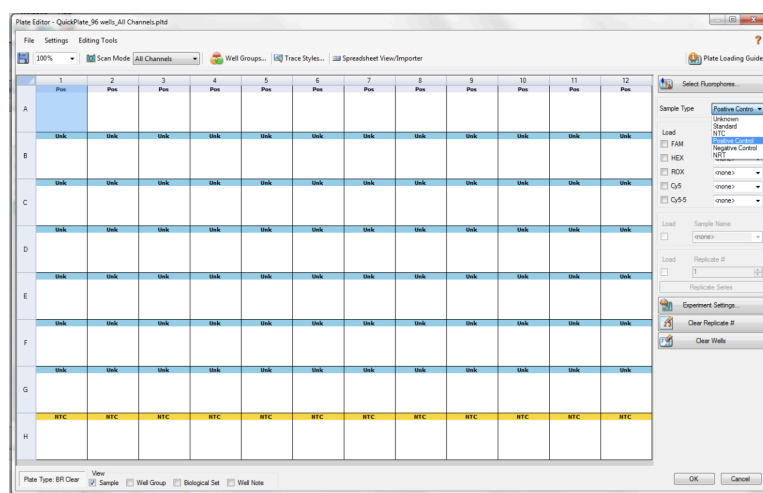 Plate Editor - QuickPlate_96 wells_All Channels.pltd
File Settings Editing Tools ?
100% Scan Mode All Channels Well Groups... Trace Styles... Spreadsheet View/Importer Plate Loading Guide
1 2 3 4 5 6 7 8 9 10 11 12
Pos Pos Pos Pos Pos Pos Pos Pos Pos Pos Pos Pos
A
Unk Unk Unk Unk Unk Unk Unk Unk Unk Unk Unk Unk
B
Unk Unk Unk Unk Unk Unk Unk Unk Unk Unk Unk Unk
C
Unk Unk Unk Unk Unk Unk Unk Unk Unk Unk Unk Unk
D
Unk Unk Unk Unk Unk Unk Unk Unk Unk Unk Unk Unk
E
Unk Unk Unk Unk Unk Unk Unk Unk Unk Unk Unk Unk
F
Unk Unk Unk Unk Unk Unk Unk Unk Unk Unk Unk Unk
G
NTC NTC NTC NTC NTC NTC NTC NTC NTC NTC NTC NTC
H
Select Fluorophores...
Sample Type Positive Contro
Unknown
Standard
Load NTC
Positive Control
FAM
Negative Control
HEX NRT
ROX <none>
Cy5 <none>
Cy5-5 <none>
Load Sample Name
<none>
Load Replicate #
1
Replicate Series
Experiment Settings...
Clear Replicate #
Clear Wells
Plate Type: BR Clear View
Sample Well Group Biological Set Well Note
OK Cancel